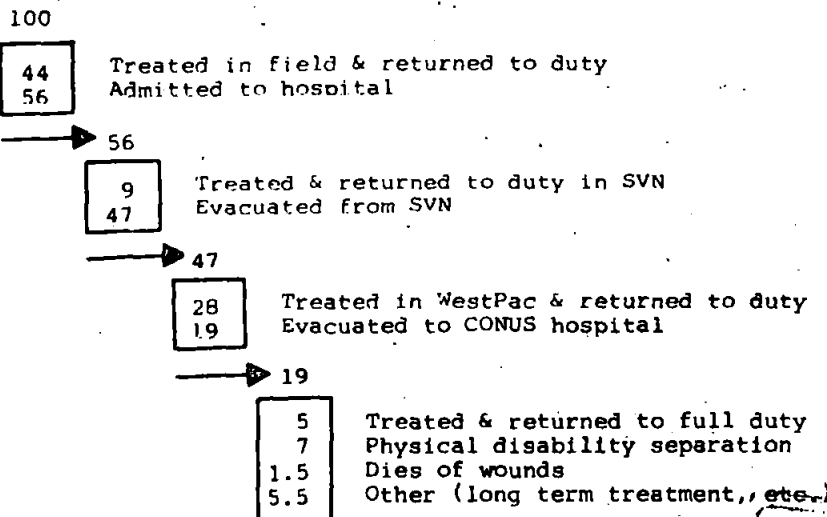 100
44 Treated in field & returned to duty
56 Admitted to hospital
56
9 Treated & returned to duty in SVN
47 Evacuated from SVN
47
28 Treated in WestPac & returned to duty
19 Evacuated to CONUS hospital
19
5 Treated & returned to full duty
7 Physical disability separation
1.5 Dies of wounds
5.5 Other (long term treatment, etc.)